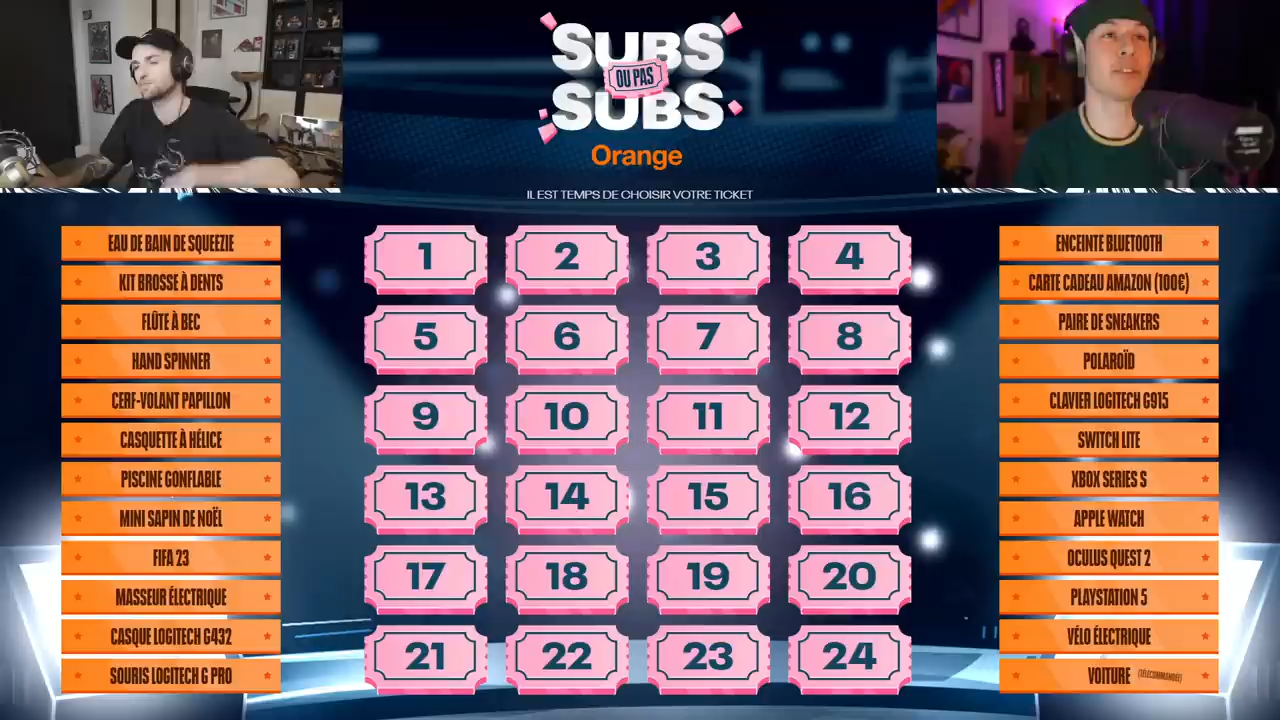 SUBS
OU PAS
SUBS
Orange
IL EST TEMPS DE CHOISIR VOTRE TICKET
EAU DE BAIN DE SQUEEZIE
KIT BROSSE À DENTS
FLÛTE À BEC
HAND SPINNER
CERF-VOLANT PAPILLON
CASQUETTE À HÉLICE
PISCINE GONFLABLE
MINI SAPIN DE NOËL
FIFA 23
MASSEUR ÉLECTRIQUE
CASQUE LOGITECH G432
SOURIS LOGITECH G PRO
1 2 3 4
5 6 7 8
9 10 11 12
13 14 15 16
17 18 19 20
21 22 23 24
ENCEINTE BLUETOOTH
CARTE CADEAU AMAZON (100€)
PAIRE DE SNEAKERS
POLAROÏD
CLAVIER LOGITECH G915
SWITCH LITE
XBOX SERIES S
APPLE WATCH
OCULUS QUEST 2
PLAYSTATION 5
VÉLO ÉLECTRIQUE
VOITURE (TÉLÉCOMMANDÉE)